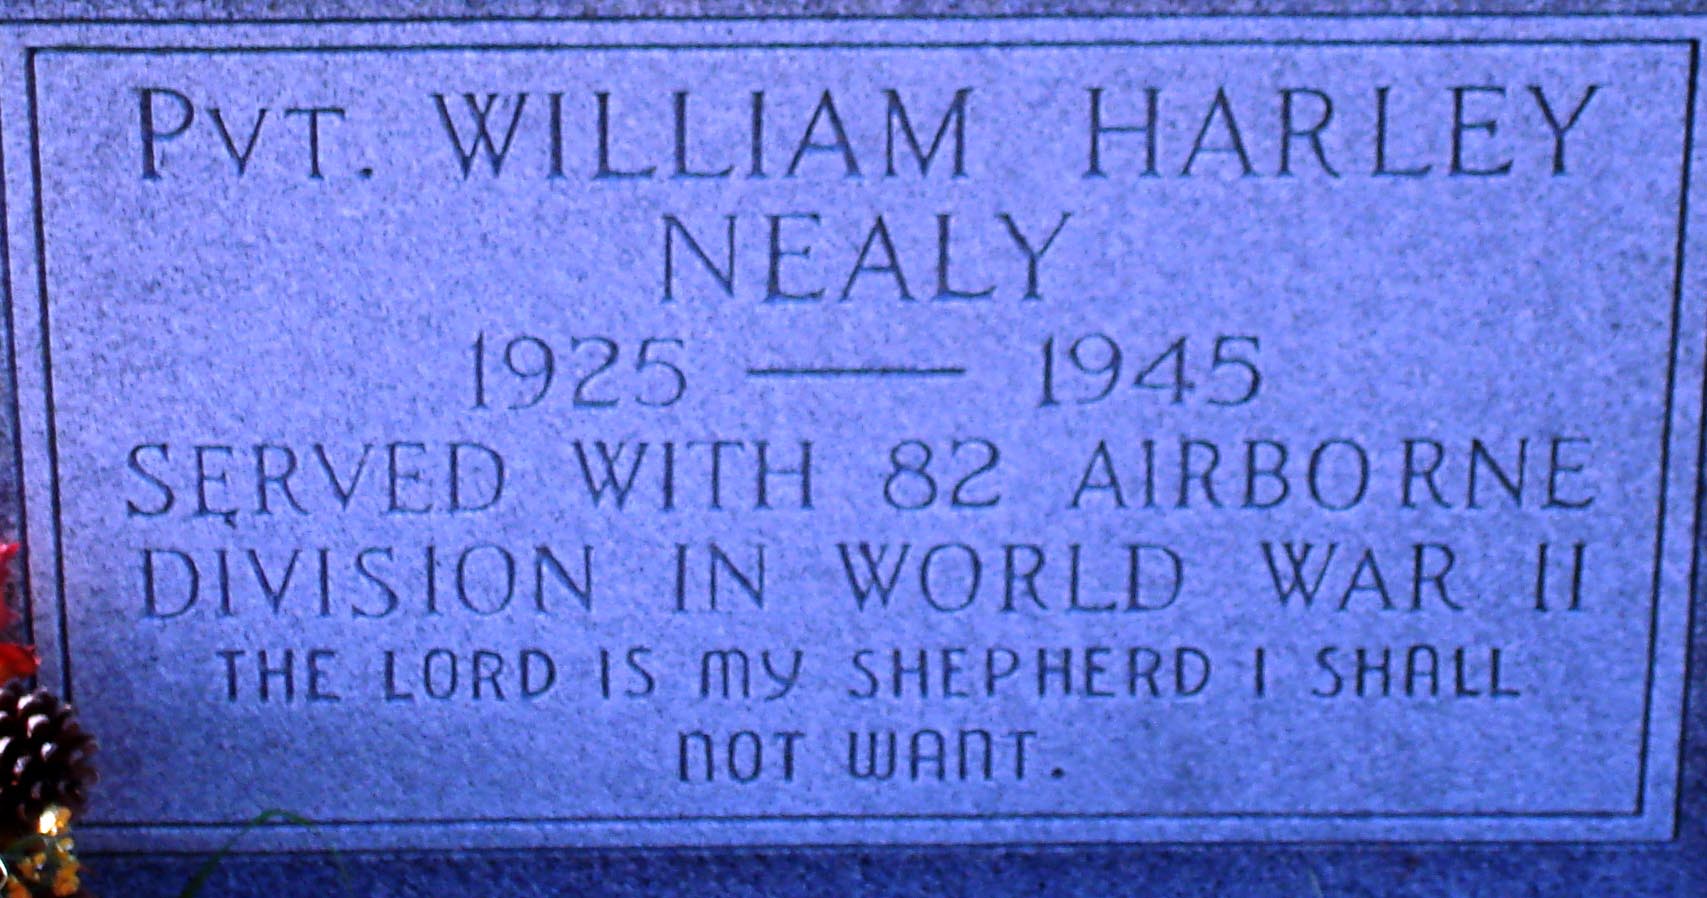 PVT. WILLIAM HARLEY
NEALY
1925 — 1945
SERVED WITH 82 AIRBORNE
DIVISION IN WORLD WAR II
THE LORD IS MY SHEPHERD I SHALL
NOT WANT.